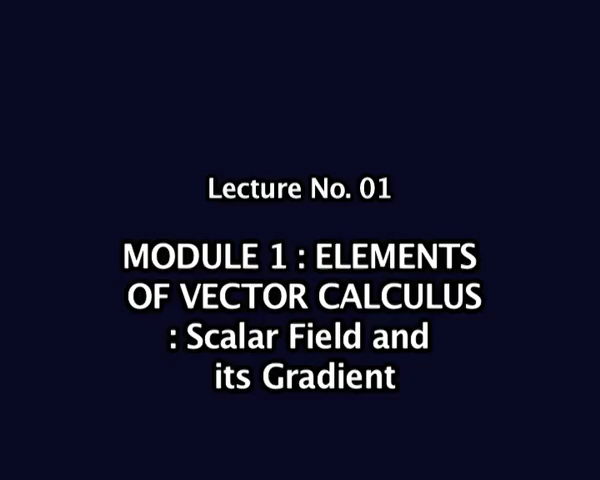 Lecture No. 01
MODULE 1 : ELEMENTS
OF VECTOR CALCULUS
: Scalar Field and
its Gradient